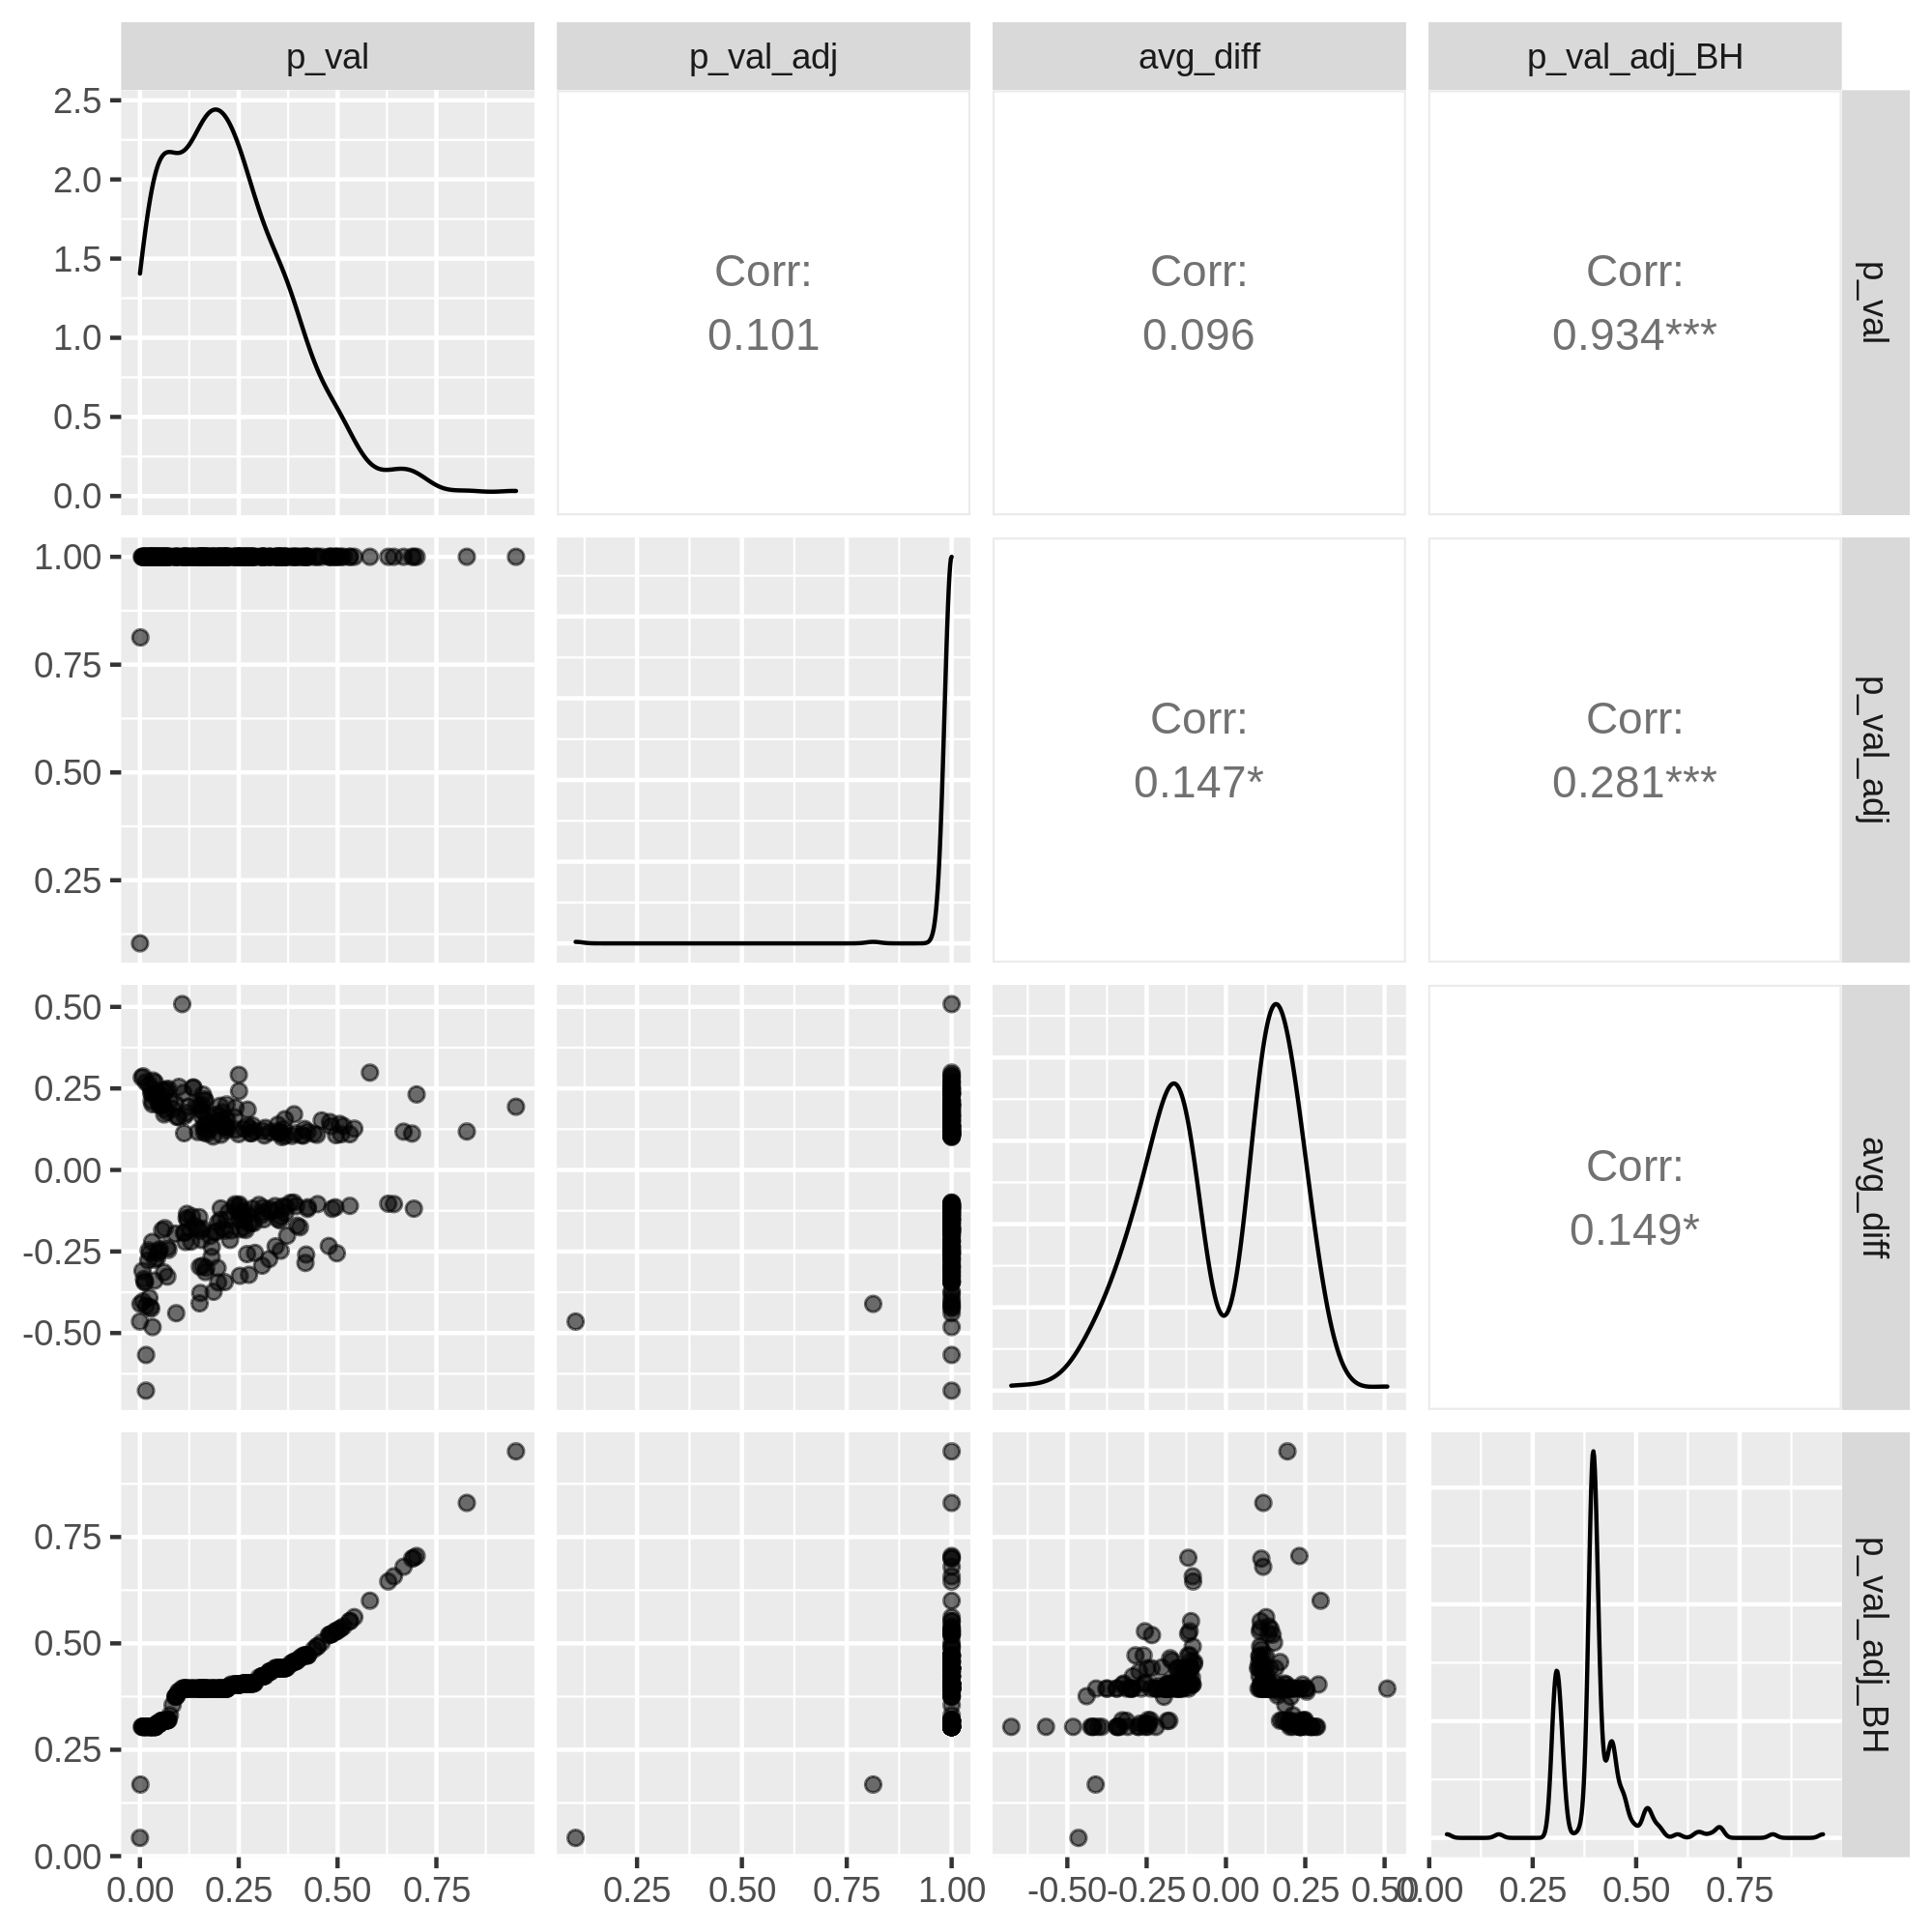 p_val p_val_adj avg_diff p_val_adj_BH
2.5
2.0
1.5
1.0
0.5
0.0
Corr:
0.101
Corr:
0.096
Corr:
0.934***
p_val
1.00
0.75
0.50
0.25
Corr:
0.147*
Corr:
0.281***
p_val_adj
0.50
0.25
0.00
-0.25
-0.50
Corr:
0.149*
avg_diff
0.75
0.50
0.25
0.00
p_val_adj_BH
0.00 0.25 0.50 0.75
0.25 0.50 0.75 1.00
-0.50 -0.25 0.00 0.25 0.50
0.00 0.25 0.50 0.75